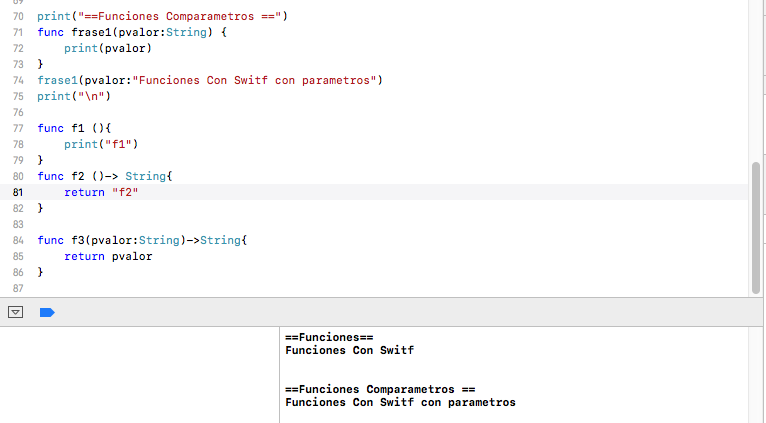 69
70 print("==Funciones Comparametros ==")
71 func frase1(pvalor:String) {
72 print(pvalor)
73 }
74 frase1(pvalor:"Funciones Con Switf con parametros")
75 print("\n")
76
77 func f1 (){
78 print("f1")
79 }
80 func f2 ()-> String{
81 return "f2"
82 }
83
84 func f3(pvalor:String)->String{
85 return pvalor
86 }
87
==Funciones==
Funciones Con Switf
==Funciones Comparametros ==
Funciones Con Switf con parametros